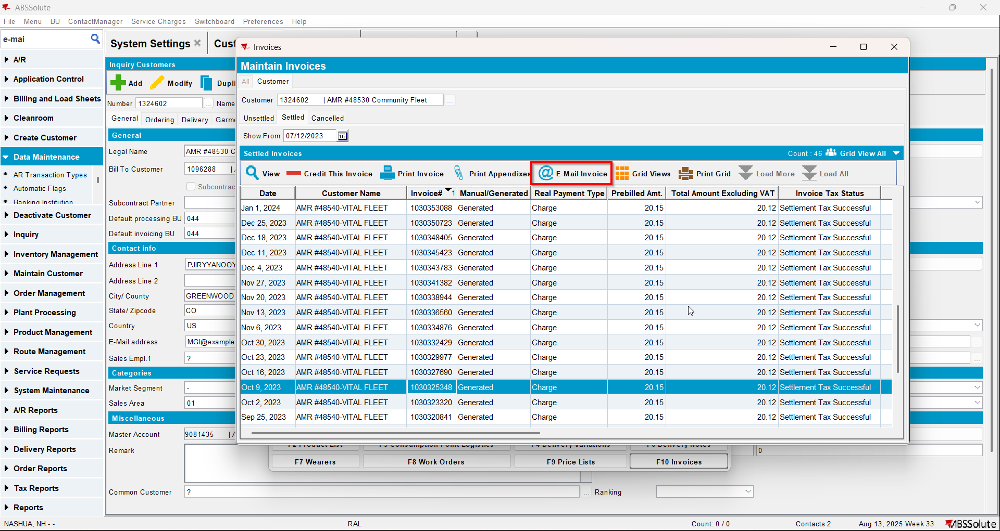 ABSSolute
File Menu BU ContactManager Service Charges Switchboard Preferences Help
e-mai
System Settings
Cust
A/R
Application Control
Billing and Load Sheets
Cleanroom
Create Customer
Data Maintenance
AR Transaction Types
Automatic Flags
Banking Institution
Deactivate Customer
Inquiry
Inventory Management
Maintain Customer
Order Management
Plant Processing
Product Management
Route Management
Service Requests
System Maintenance
A/R Reports
Billing Reports
Delivery Reports
Order Reports
Tax Reports
Reports
Inquiry Customers
Add Modify Dupli
Number 1324602 ... Name
General Ordering Delivery Garme
General
Legal Name AMR #48530 C
Bill To Customer 1096288 | A
Subcontrac
Subcontract Partner
Default processing BU 044
Default invoicing BU 044
Contact info
Address Line 1 PJIRYYANOOY
Address Line 2
City/ County GREENWOOD
State/ Zipcode CO
Country US
E-Mail address MGI@example
Sales Empl.1 ?
Categories
Market Segment -
Sales Area 01
Miscellaneous
Master Account 9081435 | A
Remark
0
Common Customer ? ... Ranking
Invoices
Maintain Invoices
All Customer
Customer 1324602 | AMR #48530 Community Fleet ...
Unsettled Settled Cancelled
Show From 07/12/2023 16
Settled Invoices Count : 46 Grid View All
View Credit This Invoice Print Invoice Print Appendixes @ E-Mail Invoice Grid Views Print Grid Load More Load All
Date Customer Name Invoice# 1 Manual/Generated Real Payment Type Prebilled Amt. Total Amount Excluding VAT Invoice Tax Status
Jan 1, 2024 AMR #48540-VITAL FLEET 1030353088 Generated Charge 20.15 20.12 Settlement Tax Successful
Dec 25, 2023 AMR #48540-VITAL FLEET 1030350723 Generated Charge 20.15 20.12 Settlement Tax Successful
Dec 18, 2023 AMR #48540-VITAL FLEET 1030348405 Generated Charge 20.15 20.12 Settlement Tax Successful
Dec 11, 2023 AMR #48540-VITAL FLEET 1030345423 Generated Charge 20.15 20.12 Settlement Tax Successful
Dec 4, 2023 AMR #48540-VITAL FLEET 1030343783 Generated Charge 20.15 20.12 Settlement Tax Successful
Nov 27, 2023 AMR #48540-VITAL FLEET 1030341382 Generated Charge 20.15 20.12 Settlement Tax Successful
Nov 20, 2023 AMR #48540-VITAL FLEET 1030338944 Generated Charge 20.15 20.12 Settlement Tax Successful
Nov 13, 2023 AMR #48540-VITAL FLEET 1030336560 Generated Charge 20.15 20.12 Settlement Tax Successful
Nov 6, 2023 AMR #48540-VITAL FLEET 1030334876 Generated Charge 20.15 20.12 Settlement Tax Successful
Oct 30, 2023 AMR #48540-VITAL FLEET 1030332429 Generated Charge 20.15 20.12 Settlement Tax Successful
Oct 23, 2023 AMR #48540-VITAL FLEET 1030329977 Generated Charge 20.15 20.12 Settlement Tax Successful
Oct 16, 2023 AMR #48540-VITAL FLEET 1030327690 Generated Charge 20.15 20.12 Settlement Tax Successful
Oct 9, 2023 AMR #48540-VITAL FLEET 1030325348 Generated Charge 20.15 20.12 Settlement Tax Successful
Oct 2, 2023 AMR #48540-VITAL FLEET 1030323320 Generated Charge 20.15 20.12 Settlement Tax Successful
Sep 25, 2023 AMR #48540-VITAL FLEET 1030320841 Generated Charge 20.15 20.12 Settlement Tax Successful
F2 Product List F3 Consumption Point Logistics F4 Delivery Variations F6 Delivery Notes
F7 Wearers F8 Work Orders F9 Price Lists F10 Invoices
NASHUA, NH - - RAL Count: 0 / 0 Contacts 2 Aug 13, 2025 Week 33 ABSSolute